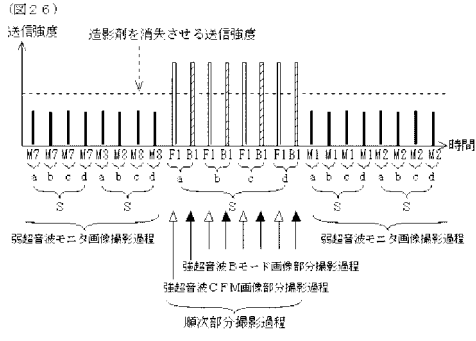 (図26)
送信強度
造影剤を消失させる送信強度
時間
M7 M7 M7 M7 M8 M8 M8 M8 F1 B1 F1 B1 F1 B1 F1 B1 M1 M1 M1 M1 M2 M2 M2 M2
a b c d a b c d a b c d a b c d a b c d
S S S S S
弱超音波モニタ画像撮影過程 弱超音波モニタ画像撮影過程
強超音波Bモード画像部分撮影過程
強超音波CFM画像部分撮影過程
順次部分撮影過程